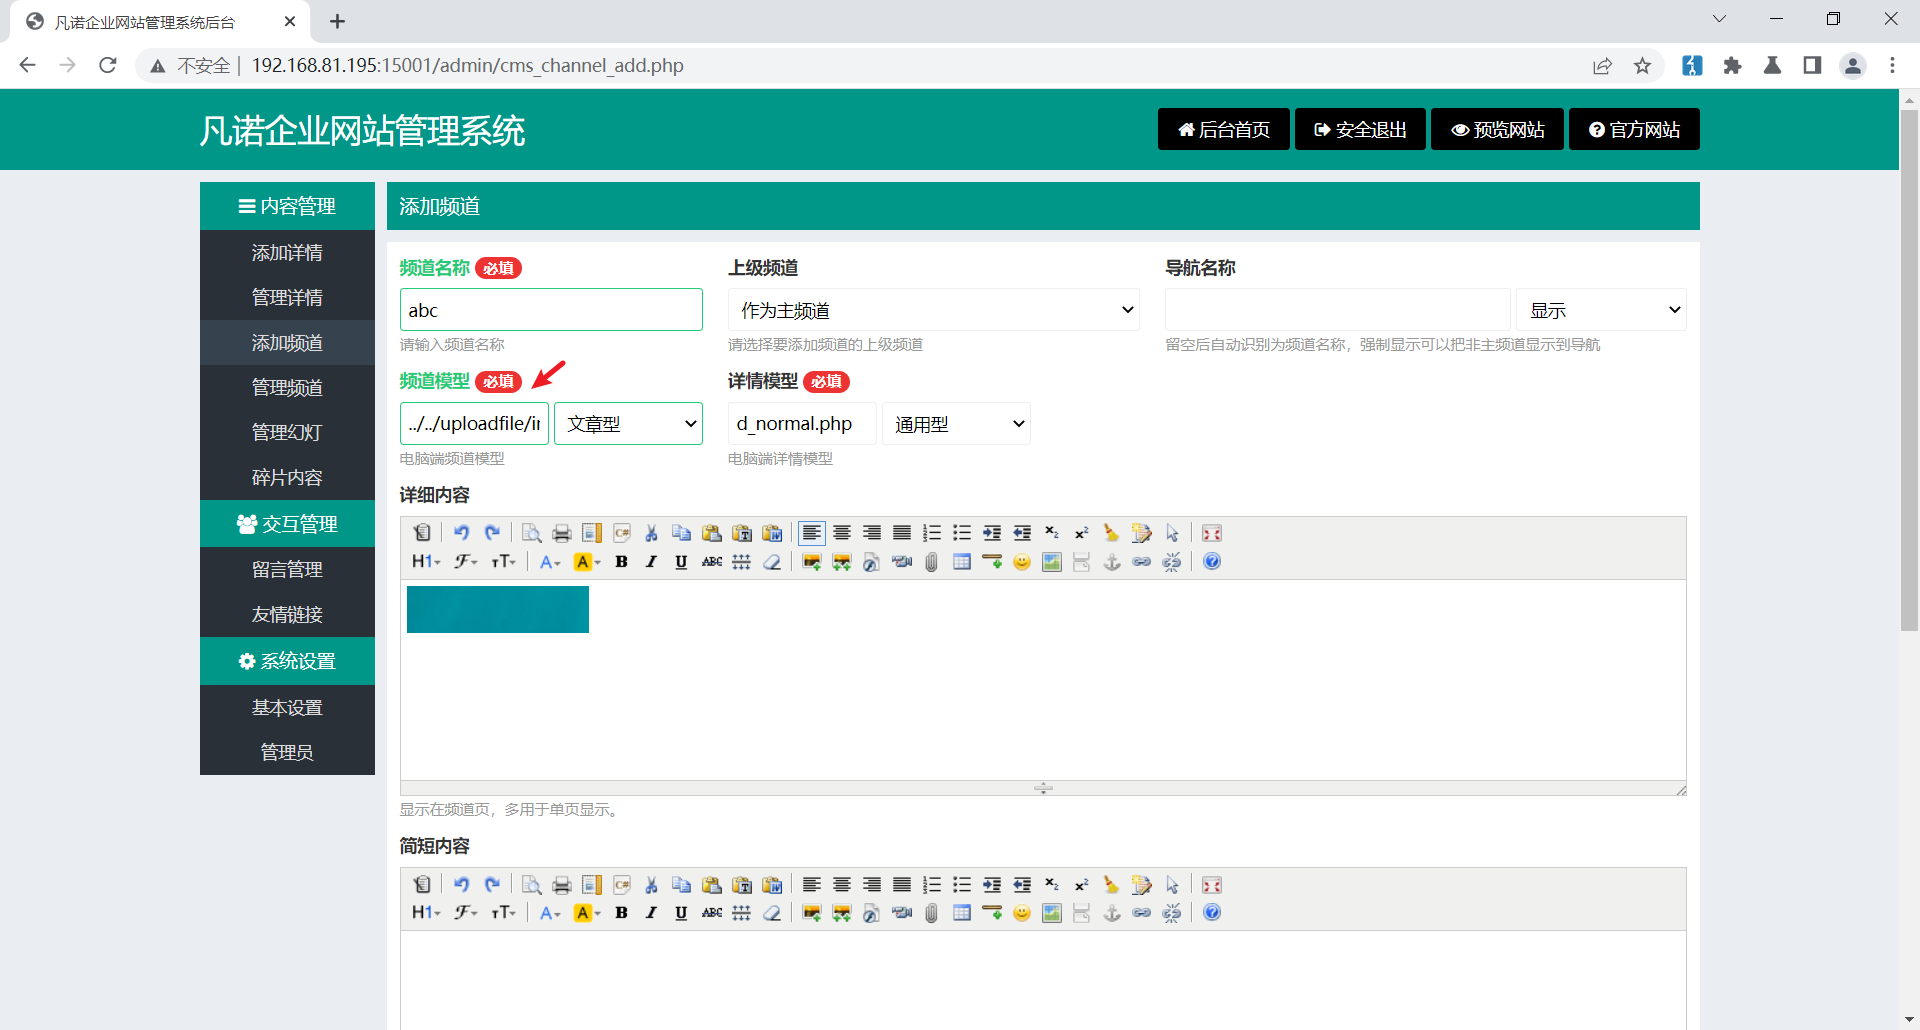 凡诺企业网站管理系统后台
不安全 | 192.168.81.195:15001/admin/cms_channel_add.php
凡诺企业网站管理系统
后台首页 安全退出 预览网站 官方网站
内容管理
添加详情
管理详情
添加频道
管理频道
管理幻灯
碎片内容
交互管理
留言管理
友情链接
系统设置
基本设置
管理员
添加频道
频道名称 必填 上级频道 导航名称
abc 作为主频道 显示
请输入频道名称 请选择要添加频道的上级频道 留空后自动识别为频道名称，强制显示可以把非主频道显示到导航
频道模型 必填 详情模型 必填
../../uploadfile/ir 文章型 d_normal.php 通用型
电脑端频道模型 电脑端详情模型
详细内容
显示在频道页，多用于单页显示。
简短内容